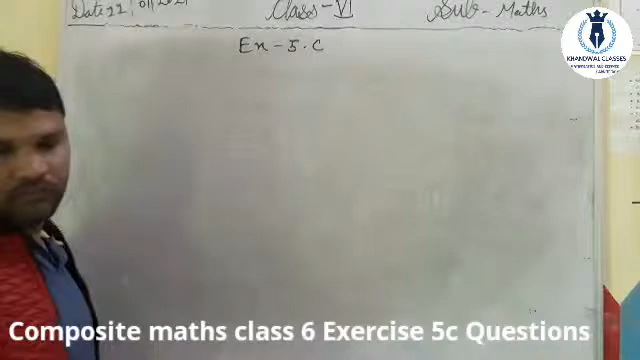 Class-VI
Sub-Maths
KHANDWAL CLASSES
Ex-5.C
Composite maths class 6 Exercise 5c Questions